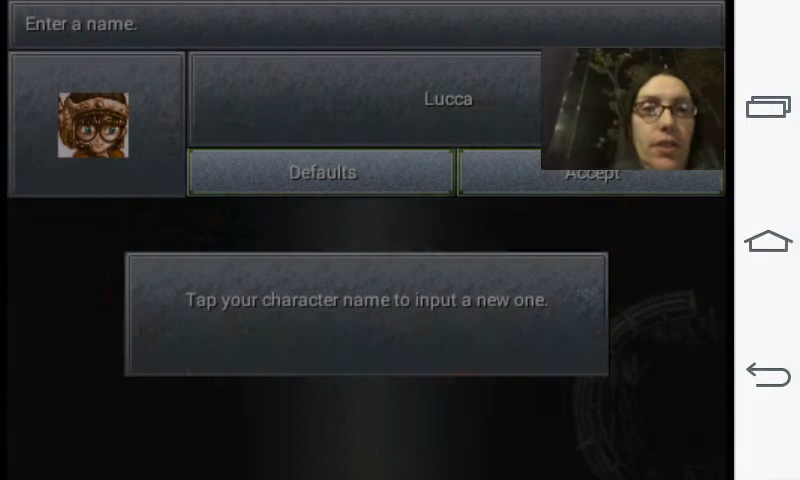 Enter a name.
Lucca
Defaults
Accept
Tap your character name to input a new one.